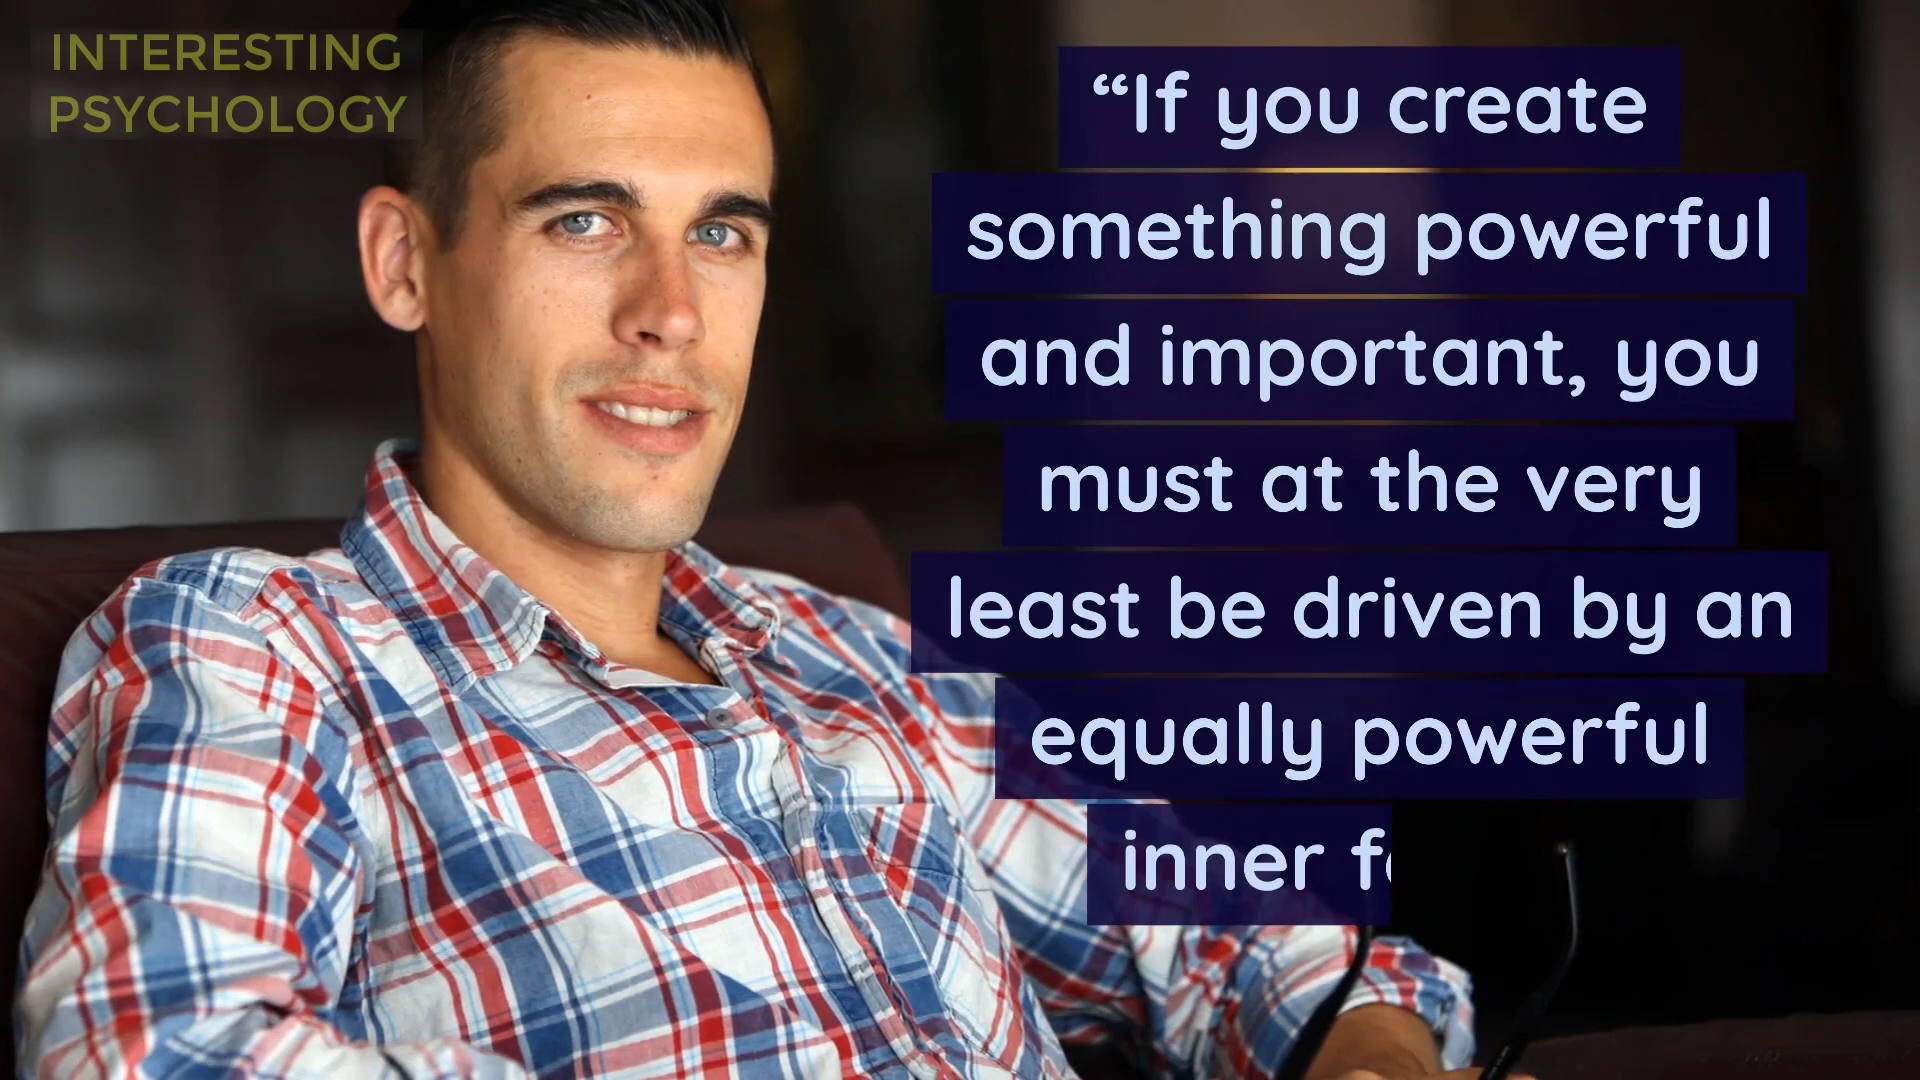 INTERESTING
PSYCHOLOGY
“If you create
something powerful
and important, you
must at the very
least be driven by an
equally powerful
inner